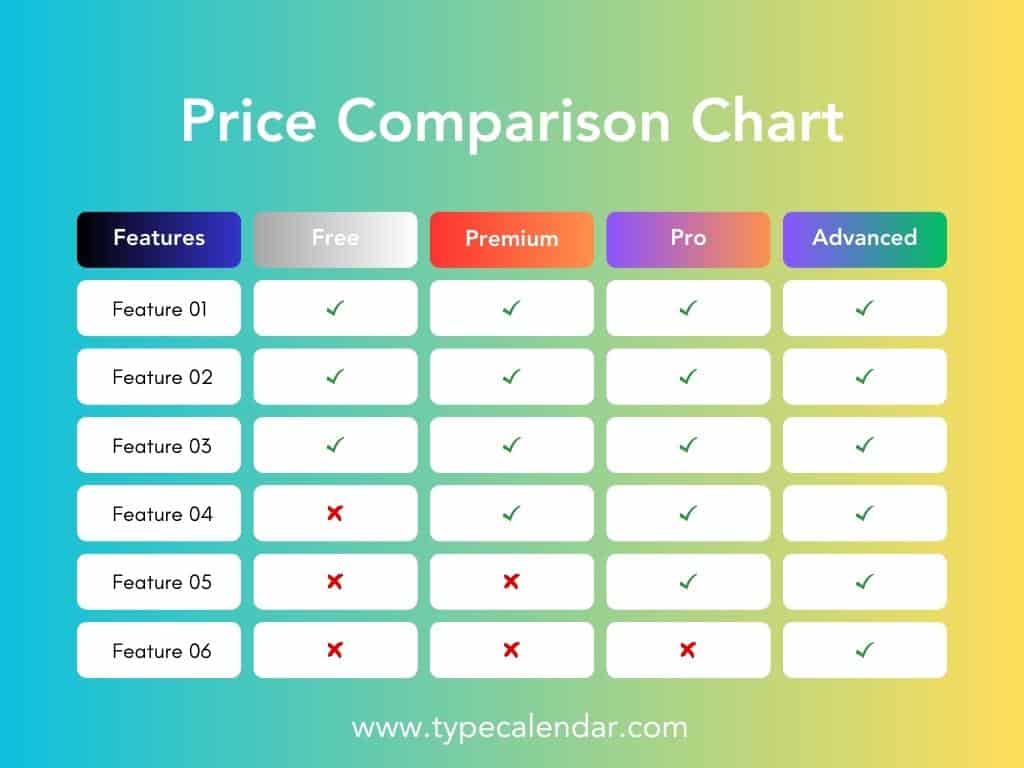 Price Comparison Chart
Features Free Premium Pro Advanced
Feature 01 ✓ ✓ ✓ ✓
Feature 02 ✓ ✓ ✓ ✓
Feature 03 ✓ ✓ ✓ ✓
Feature 04 ✗ ✓ ✓ ✓
Feature 05 ✗ ✗ ✓ ✓
Feature 06 ✗ ✗ ✗ ✓
www.typecalendar.com